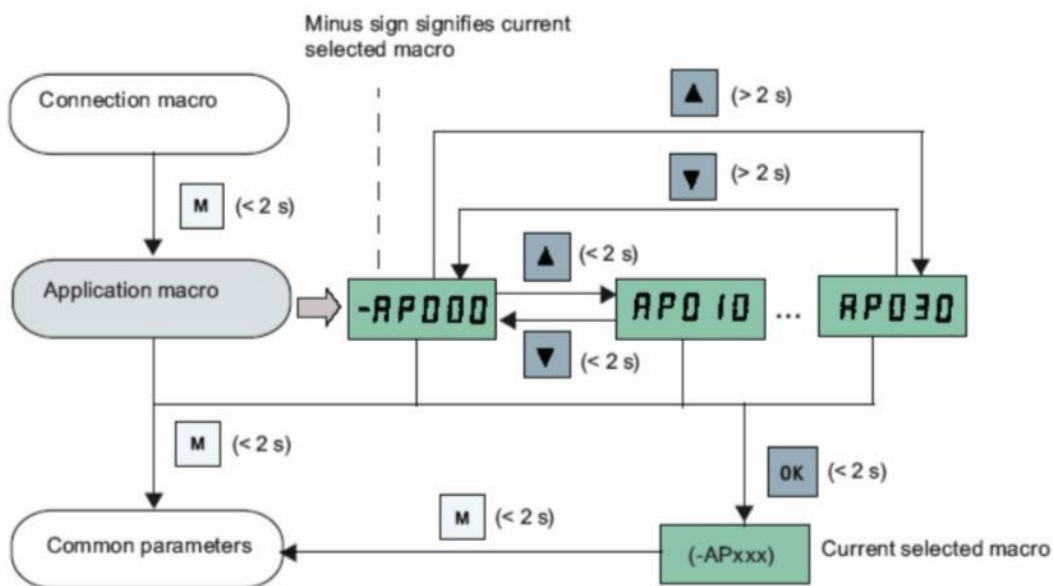 Minus sign signifies current
selected macro
Connection macro
▲ (> 2 s)
▼ (> 2 s)
M (< 2 s)
▲ (< 2 s)
Application macro
-AP000
AP010
...
AP030
▼ (< 2 s)
M (< 2 s)
OK (< 2 s)
M (< 2 s)
Common parameters
(-APxxx)
Current selected macro